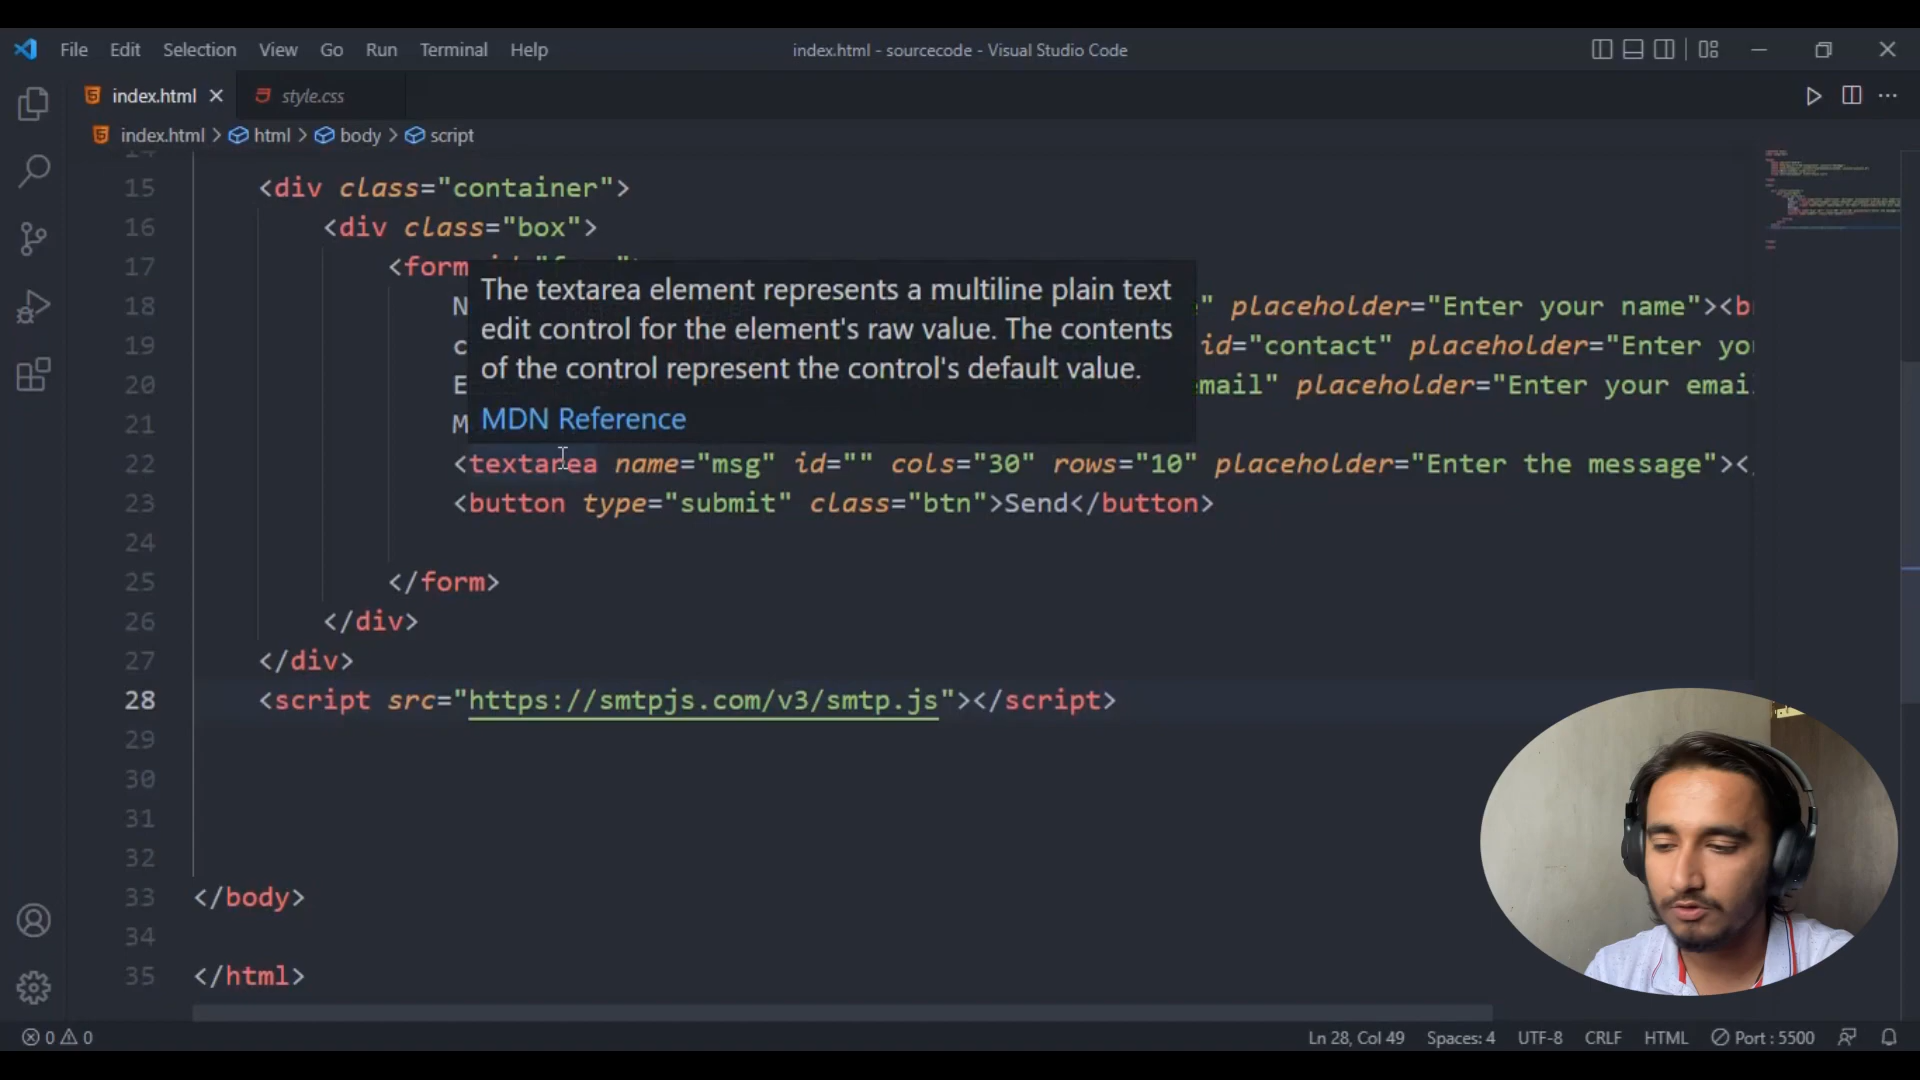 File Edit Selection View Go Run Terminal Help
index.html - sourcecode - Visual Studio Code
index.html style.css
index.html > html > body > script
15 <div class="container">
16 <div class="box">
17 <form
The textarea element represents a multiline plain text
edit control for the element's raw value. The contents
of the control represent the control's default value.
MDN Reference
18 N " placeholder="Enter your name"><b
19 c id="contact" placeholder="Enter yo
20 E mail" placeholder="Enter your emai
21 M
22 <textarea name="msg" id="" cols="30" rows="10" placeholder="Enter the message"></
23 <button type="submit" class="btn">Send</button>
24
25 </form>
26 </div>
27 </div>
28 <script src="https://smtpjs.com/v3/smtp.js"></script>
29
30
31
32
33 </body>
34
35 </html>
0 0 Ln 28, Col 49 Spaces: 4 UTF-8 CRLF HTML Port : 5500